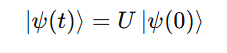 |ψ(t)⟩ = U |ψ(0)⟩